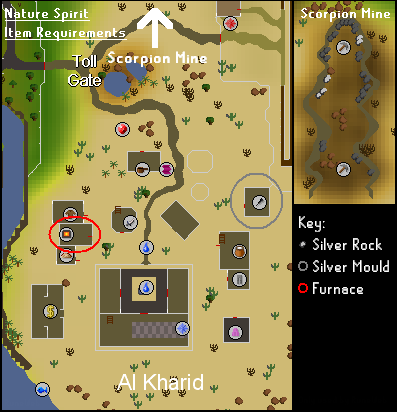 Nature Spirit
Item Requirements
Scorpion Mine
Toll
Gate
Scorpion Mine
Key:
Silver Rock
Silver Mould
Furnace
Al Kharid